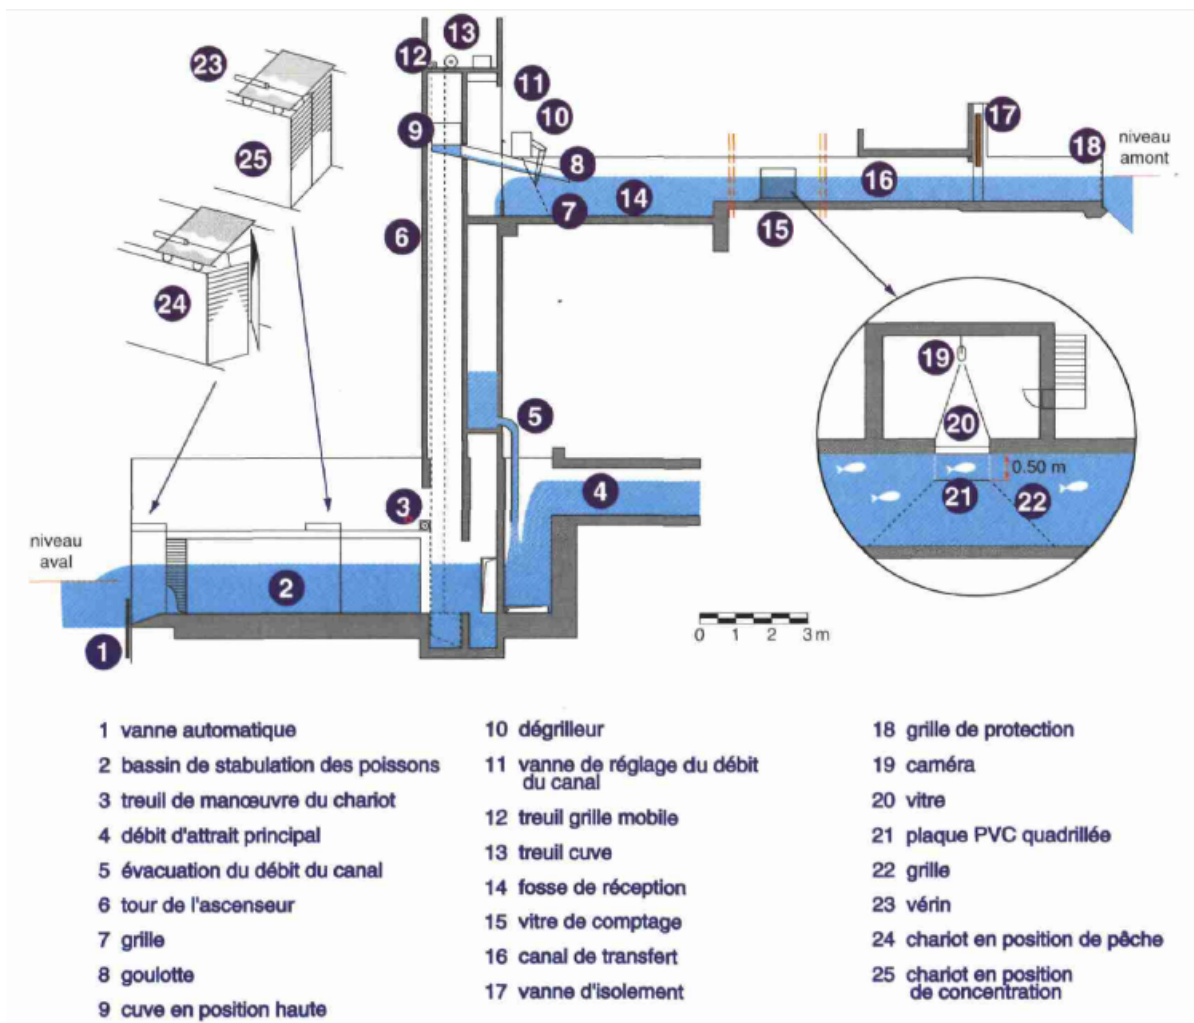 23
25
24
12
13
11
10
9
8
7
6
14
15
16
17
18
niveau
amont
19
20
21
22
0.50 m
5
4
3
2
1
niveau
aval
0 1 2 3 m
1 vanne automatique
2 bassin de stabulation des poissons
3 treuil de manœuvre du chariot
4 débit d'attrait principal
5 évacuation du débit du canal
6 tour de l'ascenseur
7 grille
8 goulotte
9 cuve en position haute
10 dégrilleur
11 vanne de réglage du débit
du canal
12 treuil grille mobile
13 treuil cuve
14 fosse de réception
15 vitre de comptage
16 canal de transfert
17 vanne d'isolement
18 grille de protection
19 caméra
20 vitre
21 plaque PVC quadrillée
22 grille
23 vérin
24 chariot en position de pêche
25 chariot en position
de concentration